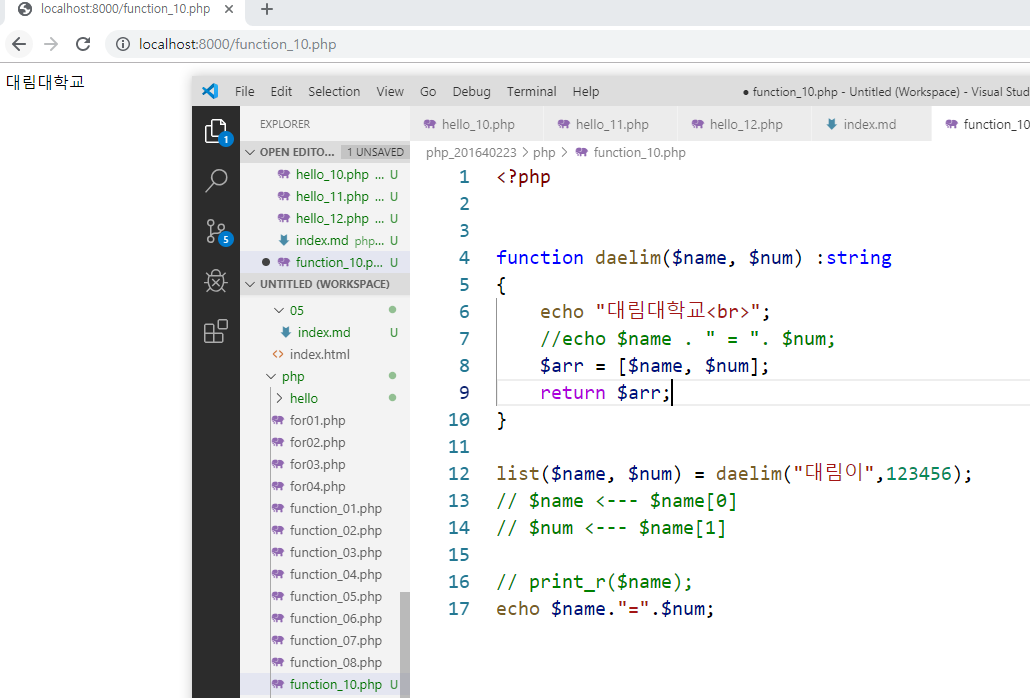 localhost:8000/function_10.php
localhost:8000/function_10.php
대림대학교
File Edit Selection View Go Debug Terminal Help
● function_10.php - Untitled (Workspace) - Visual Stud
EXPLORER
hello_10.php
hello_11.php
hello_12.php
index.md
function_10
OPEN EDITO... 1 UNSAVED
hello_10.php ... U
hello_11.php ... U
hello_12.php ... U
index.md php... U
function_10.p... U
UNTITLED (WORKSPACE)
05
index.md U
index.html
php
hello
for01.php
for02.php
for03.php
for04.php
function_01.php
function_02.php
function_03.php
function_04.php
function_05.php
function_06.php
function_07.php
function_08.php
function_10.php U
1
5
php_201640223 > php > function_10.php
1 <?php
2
3
4 function daelim($name, $num) :string
5 {
6     echo "대림대학교<br>";
7     //echo $name . " = ". $num;
8     $arr = [$name, $num];
9     return $arr;
10 }
11
12 list($name, $num) = daelim("대림이",123456);
13 // $name <--- $name[0]
14 // $num <--- $name[1]
15
16 // print_r($name);
17 echo $name."=".$num;